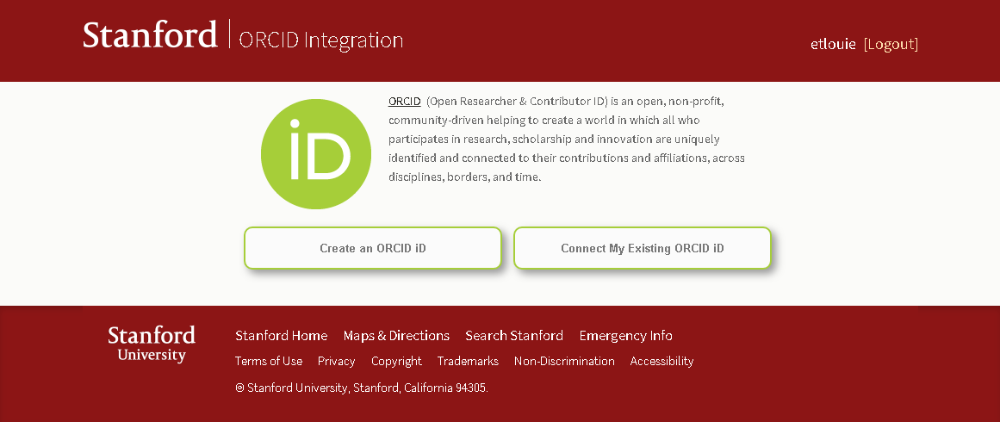 Stanford | ORCID Integration
etlouie [Logout]
iD
ORCID (Open Researcher & Contributor ID) is an open, non-profit,
community-driven helping to create a world in which all who
participates in research, scholarship and innovation are uniquely
identified and connected to their contributions and affiliations, across
disciplines, borders, and time.
Create an ORCID iD
Connect My Existing ORCID iD
Stanford
University
Stanford Home Maps & Directions Search Stanford Emergency Info
Terms of Use Privacy Copyright Trademarks Non-Discrimination Accessibility
© Stanford University, Stanford, California 94305.